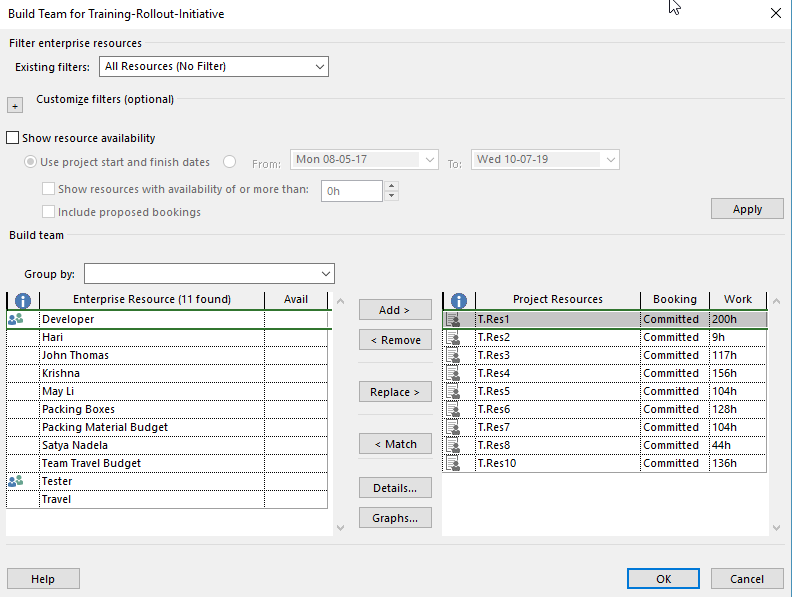 Build Team for Training-Rollout-Initiative
Filter enterprise resources
Existing filters: All Resources (No Filter)
+ Customize filters (optional)
Show resource availability
Use project start and finish dates From: Mon 08-05-17 To: Wed 10-07-19
Show resources with availability of or more than: 0h
Include proposed bookings
Apply
Build team
Group by:
Enterprise Resource (11 found) Avail
Developer
Hari
John Thomas
Krishna
May Li
Packing Boxes
Packing Material Budget
Satya Nadela
Team Travel Budget
Tester
Travel
Add >
< Remove
Replace >
< Match
Details...
Graphs...
Project Resources Booking Work
T.Res1 Committed 200h
T.Res2 Committed 9h
T.Res3 Committed 117h
T.Res4 Committed 156h
T.Res5 Committed 104h
T.Res6 Committed 128h
T.Res7 Committed 104h
T.Res8 Committed 44h
T.Res10 Committed 136h
Help OK Cancel